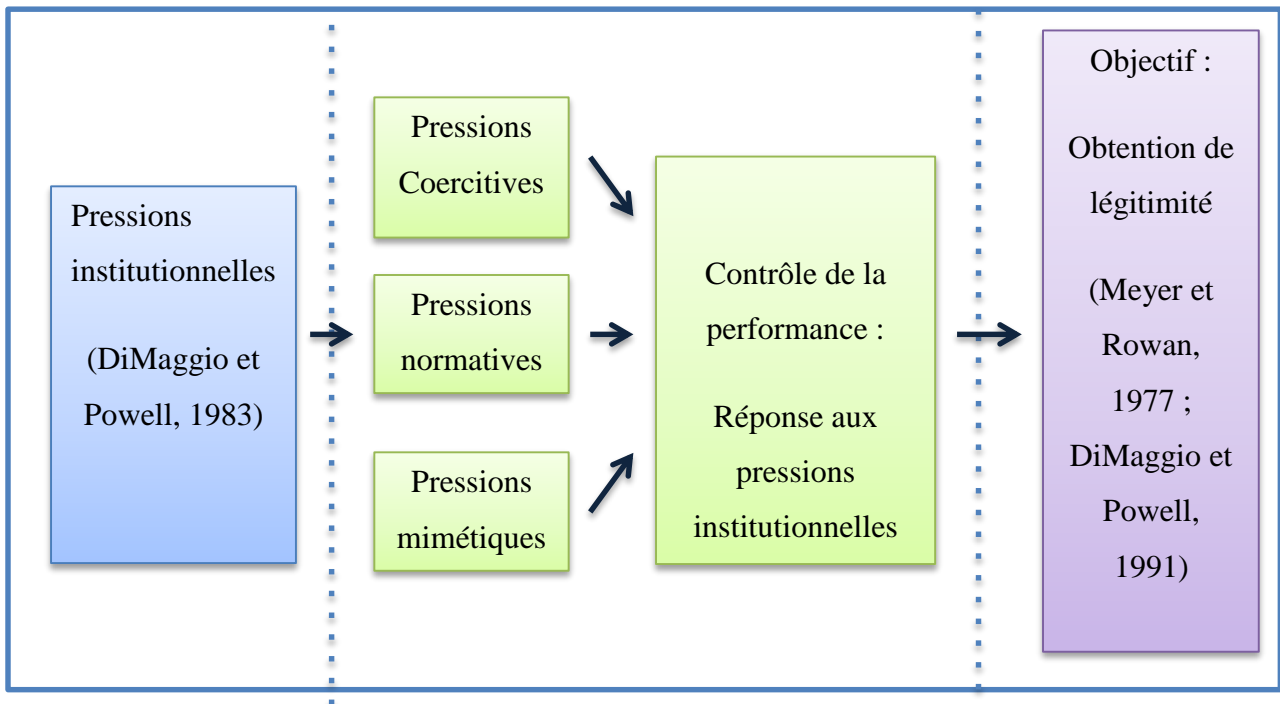 Pressions
institutionnelles
(DiMaggio et
Powell, 1983)
Pressions
Coercitives
Pressions
normatives
Pressions
mimétiques
Contrôle de la
performance :
Réponse aux
pressions
institutionnelles
Objectif :
Obtention de
légitimité
(Meyer et
Rowan,
1977 ;
DiMaggio et
Powell,
1991)